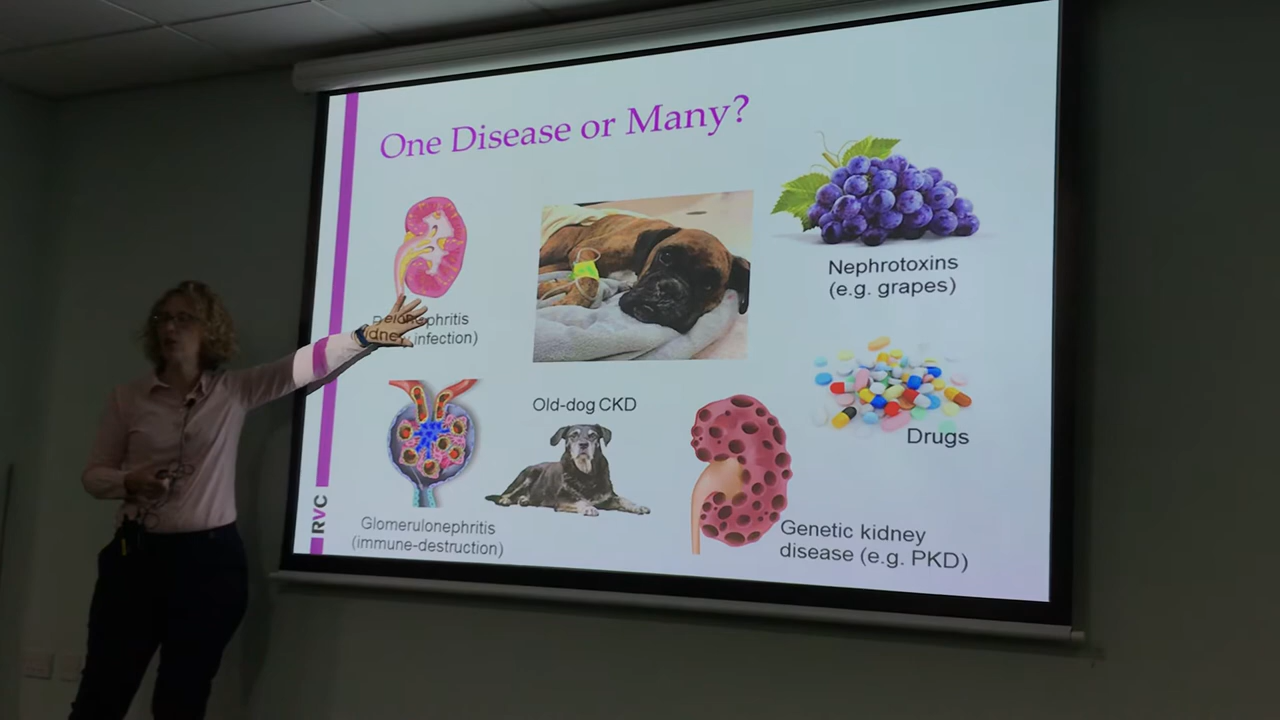 One Disease or Many?
Nephrotoxins
(e.g. grapes)
infection)
Old-dog CKD
Drugs
Glomerulonephritis
(immune-destruction)
Genetic kidney
disease (e.g. PKD)
RVC